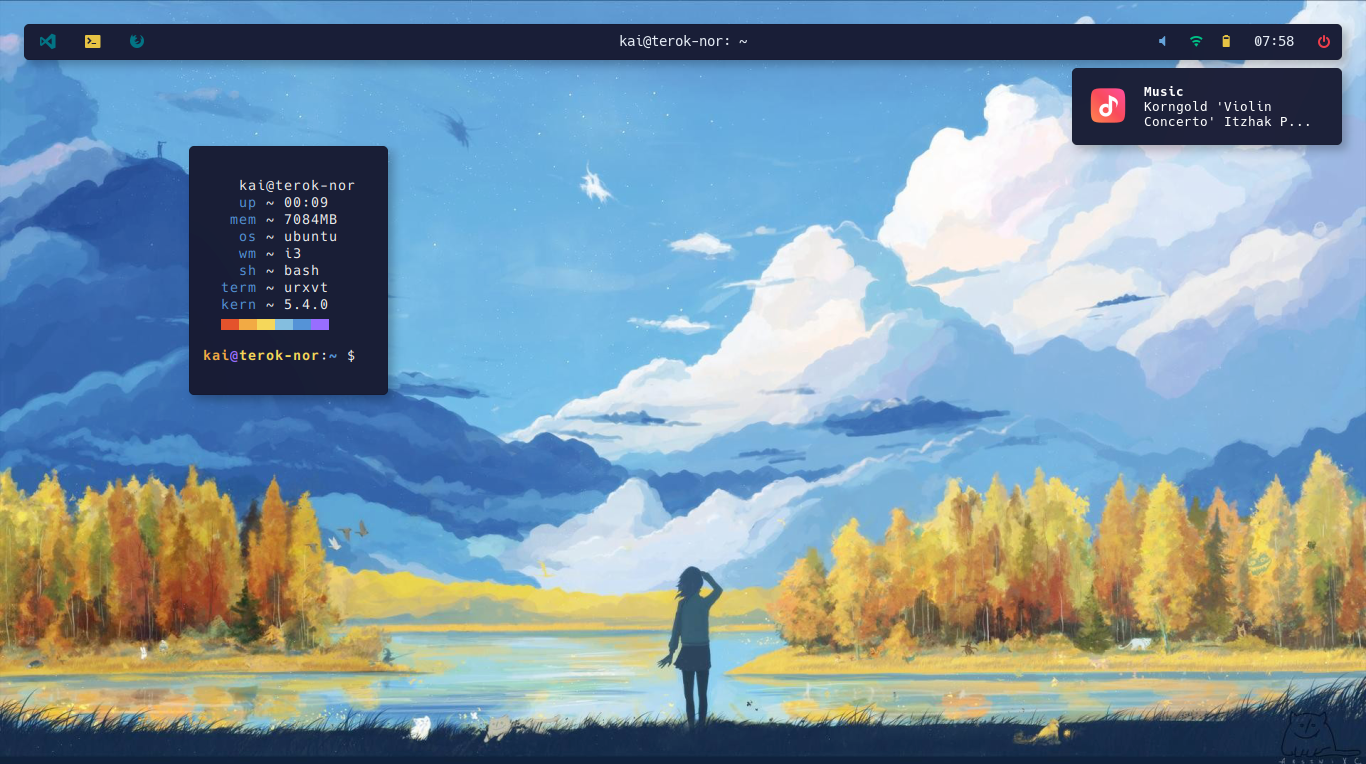 kai@terok-nor: ~
07:58
Music
Korngold 'Violin
Concerto' Itzhak P...
kai@terok-nor
up ~ 00:09
mem ~ 7084MB
os ~ ubuntu
wm ~ i3
sh ~ bash
term ~ urxvt
kern ~ 5.4.0
kai@terok-nor:~ $